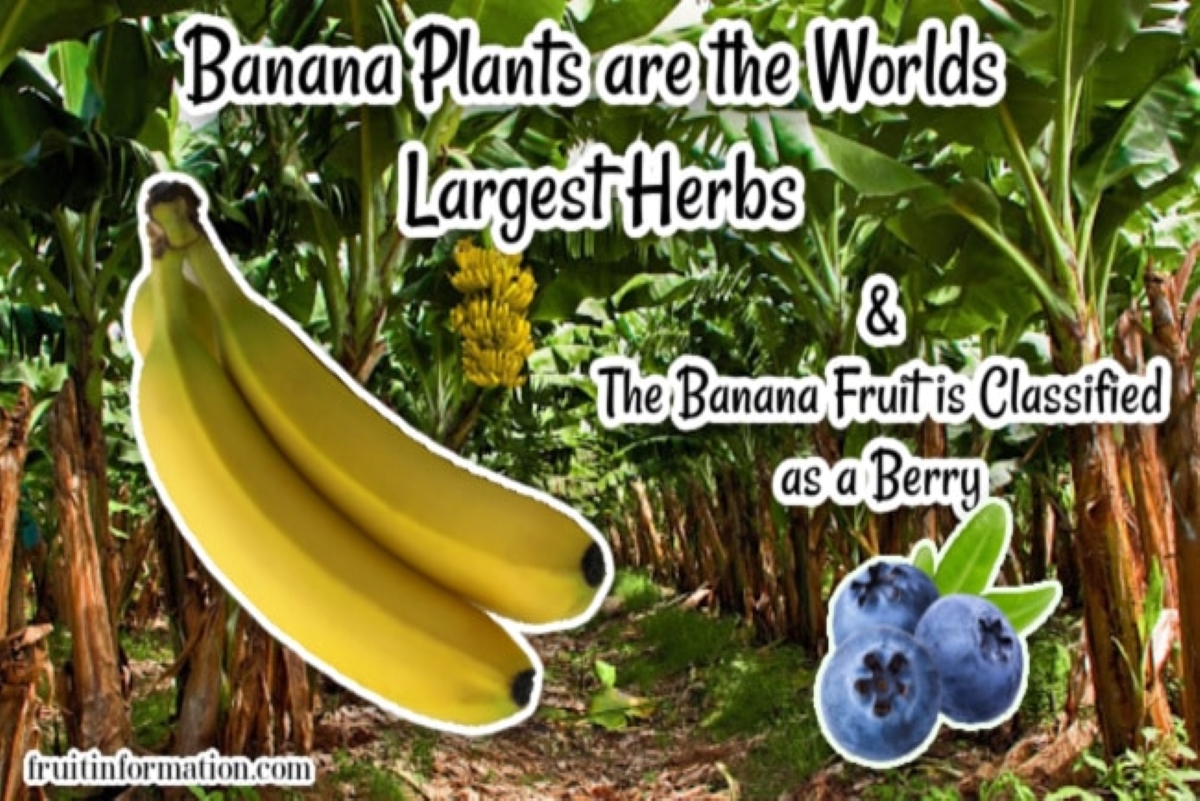 Banana Plants are the Worlds
Largest Herbs
&
The Banana Fruit is Classified
as a Berry
fruitinformation.com